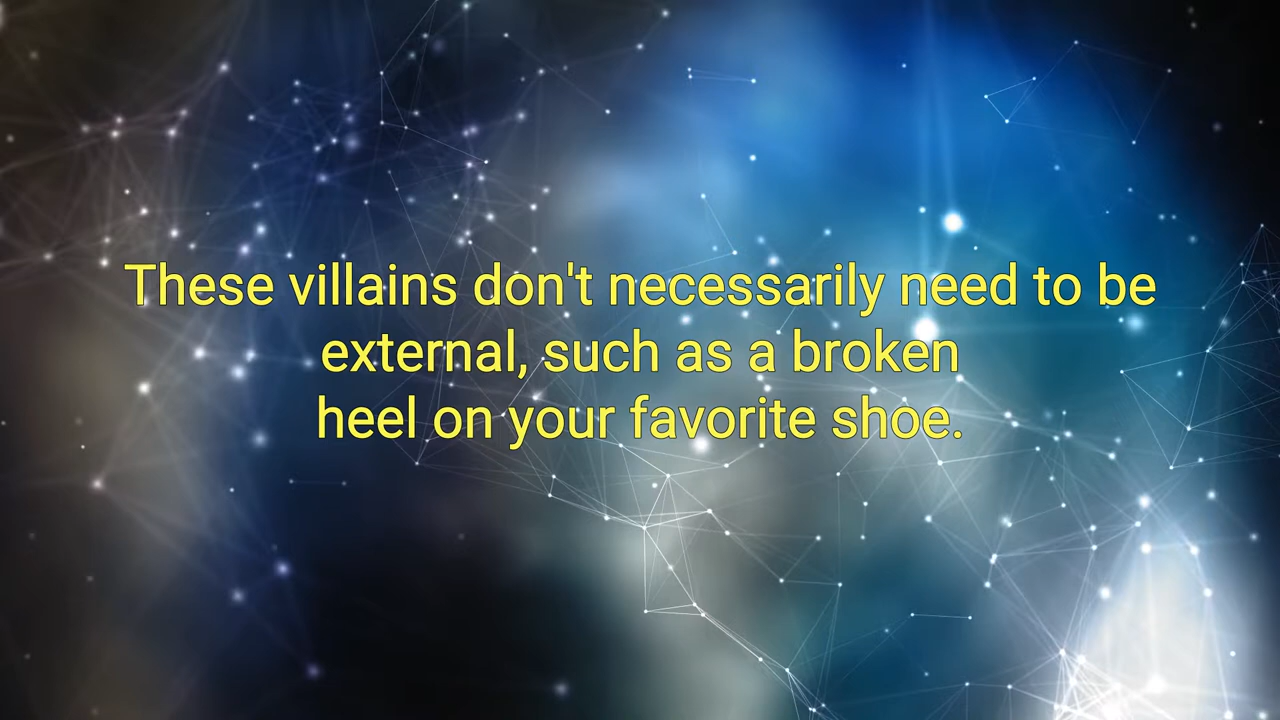 These villains don't necessarily need to be
external, such as a broken
heel on your favorite shoe.